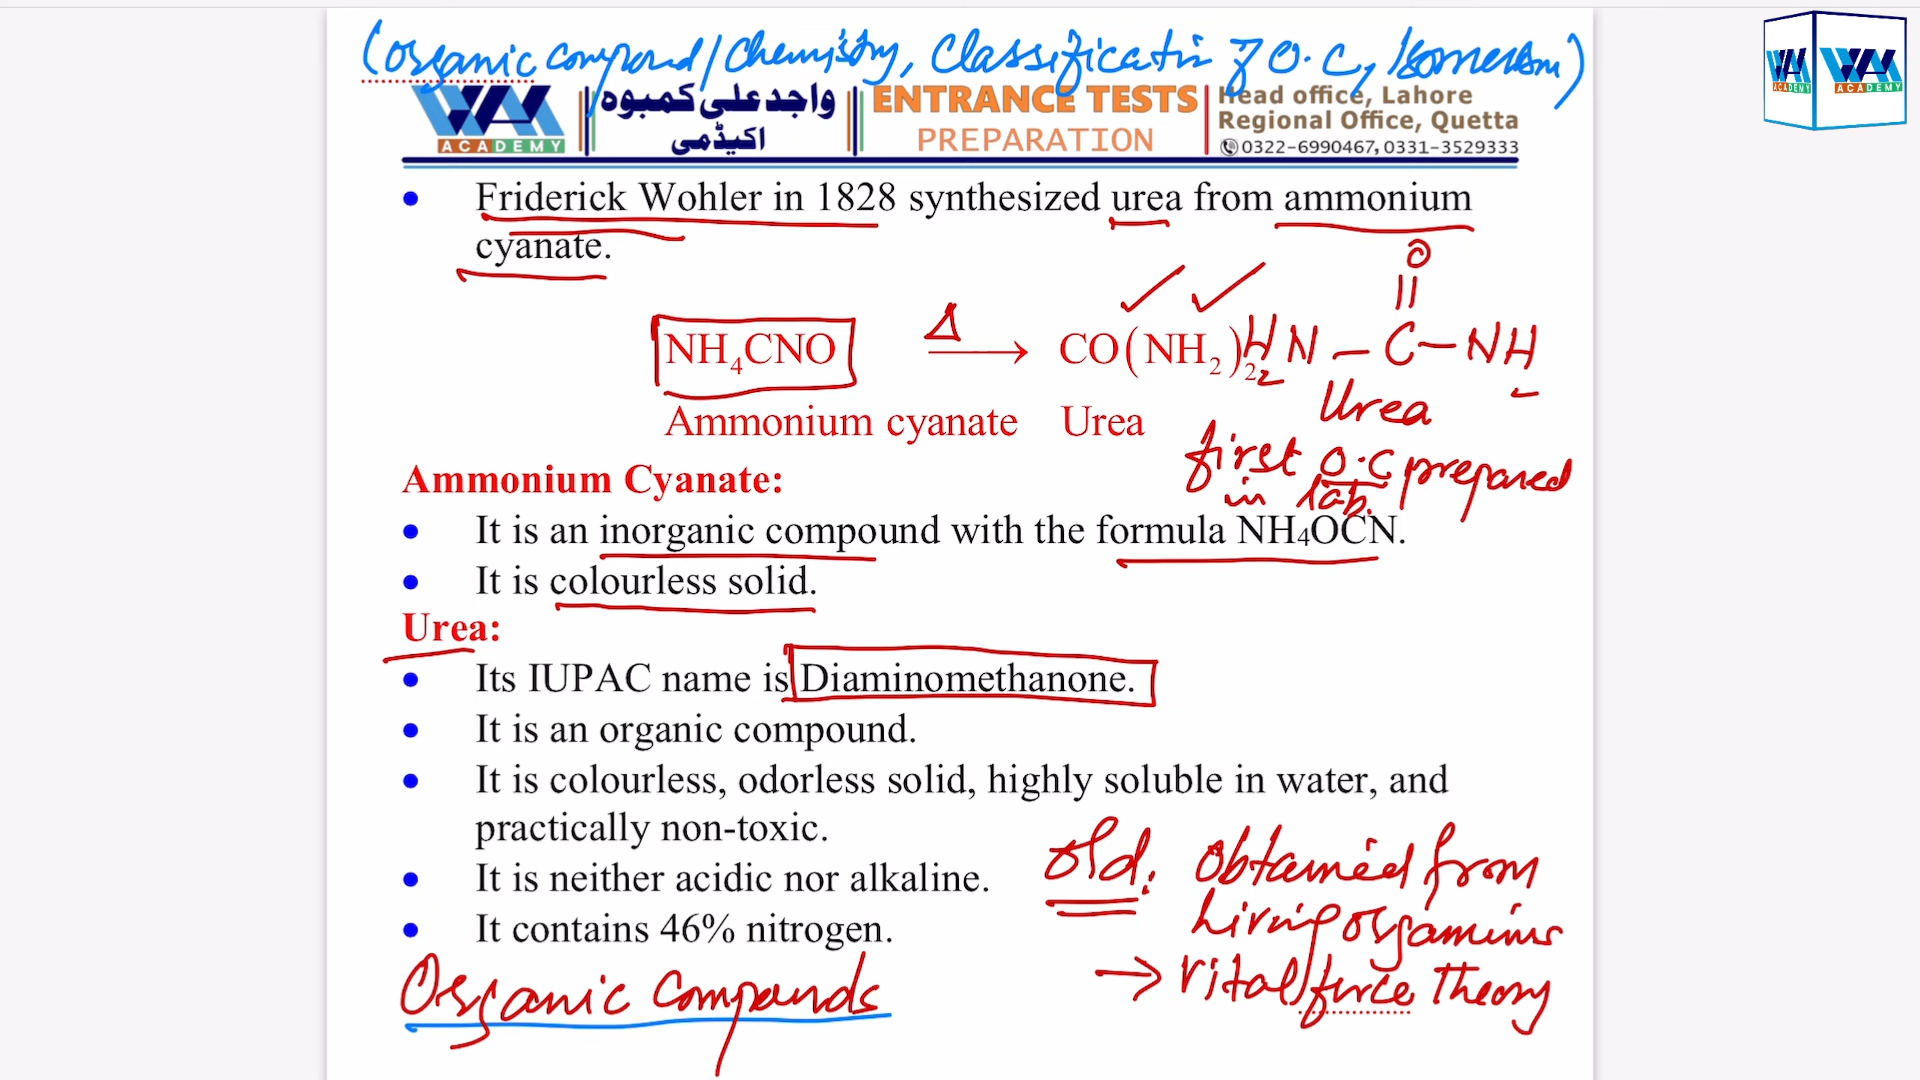 (Organic compound/Chemistry, Classification of O.C, Isomerism)
WAK
ACADEMY
واجد علی کمبوہ
اکیڈمی
ENTRANCE TESTS
PREPARATION
Head office, Lahore
Regional Office, Quetta
0322-6990467, 0331-3529333
WAK
ACADEMY
WAK
ACADEMY
• Friderick Wohler in 1828 synthesized urea from ammonium
cyanate.
O
||
NH₄CNO Δ → CO(NH₂)₂ H₂N – C – NH₂
Urea
Ammonium cyanate Urea
first O.C prepared
in lab.
Ammonium Cyanate:
• It is an inorganic compound with the formula NH₄OCN.
• It is colourless solid.
Urea:
• Its IUPAC name is Diaminomethanone.
• It is an organic compound.
• It is colourless, odorless solid, highly soluble in water, and
practically non-toxic.
• It is neither acidic nor alkaline.
• It contains 46% nitrogen.
Old: Obtained from
Living organisms
→ Vital force Theory
Organic Compounds